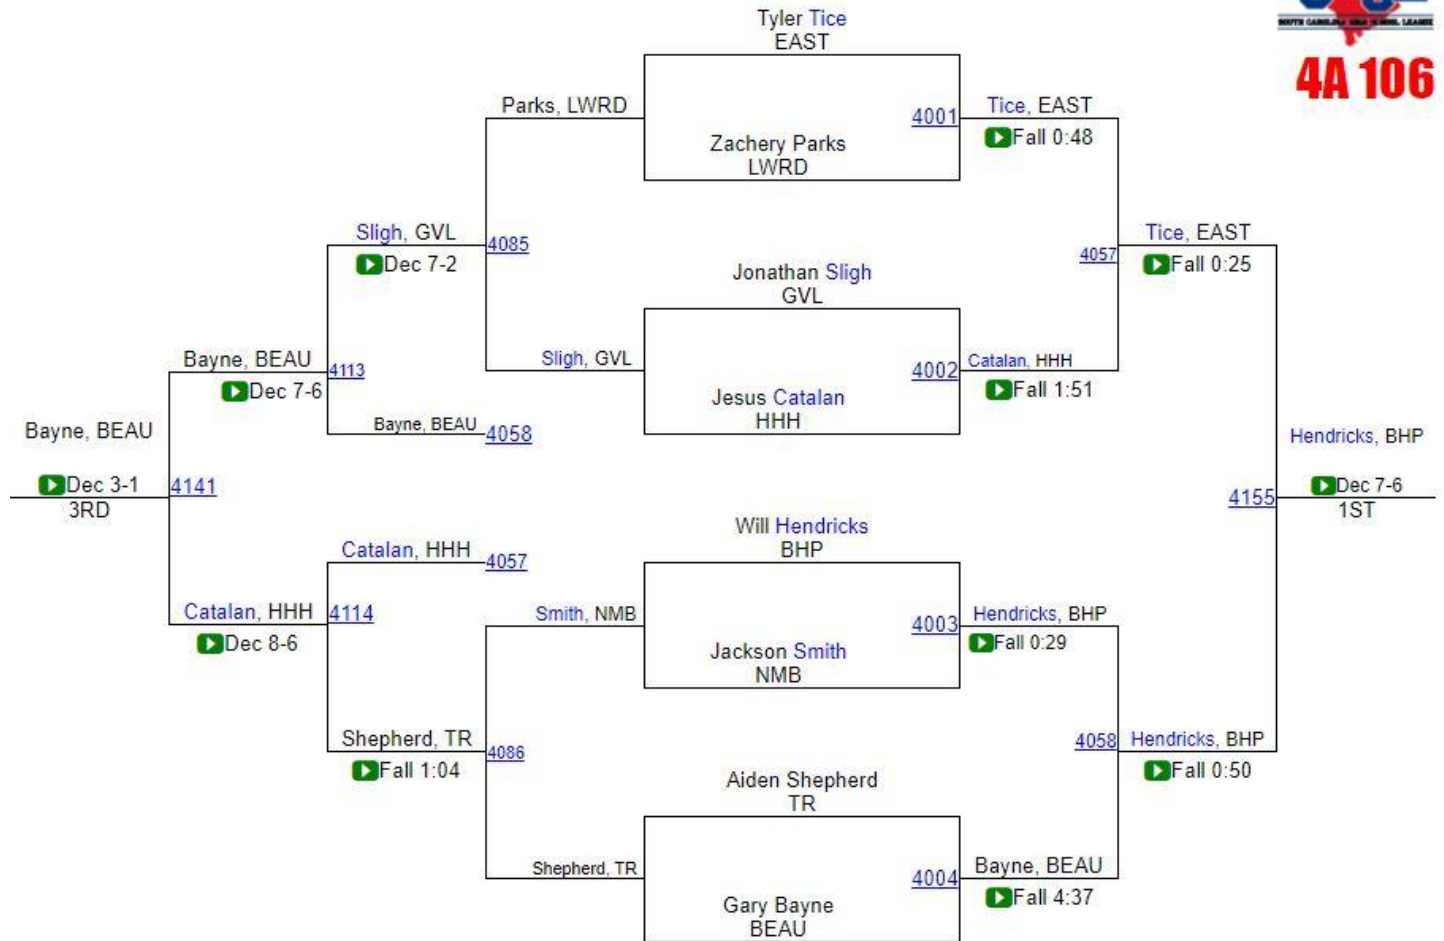 SOUTH CAROLINA HIGH SCHOOL LEAGUE
4A 106
Tyler Tice
EAST
Parks, LWRD
4001
Tice, EAST
Fall 0:48
Zachery Parks
LWRD
Sligh, GVL
Dec 7-2
4085
4057
Tice, EAST
Fall 0:25
Jonathan Sligh
GVL
Bayne, BEAU
Dec 7-6
4113
Sligh, GVL
4002
Catalan, HHH
Fall 1:51
Jesus Catalan
HHH
Bayne, BEAU
4058
Bayne, BEAU
Dec 3-1
3RD
4141
Hendricks, BHP
4155
Dec 7-6
1ST
Will Hendricks
BHP
Catalan, HHH
4057
Catalan, HHH
Dec 8-6
4114
Smith, NMB
4003
Hendricks, BHP
Fall 0:29
Jackson Smith
NMB
Shepherd, TR
Fall 1:04
4086
4058
Hendricks, BHP
Fall 0:50
Aiden Shepherd
TR
Shepherd, TR
4004
Bayne, BEAU
Fall 4:37
Gary Bayne
BEAU